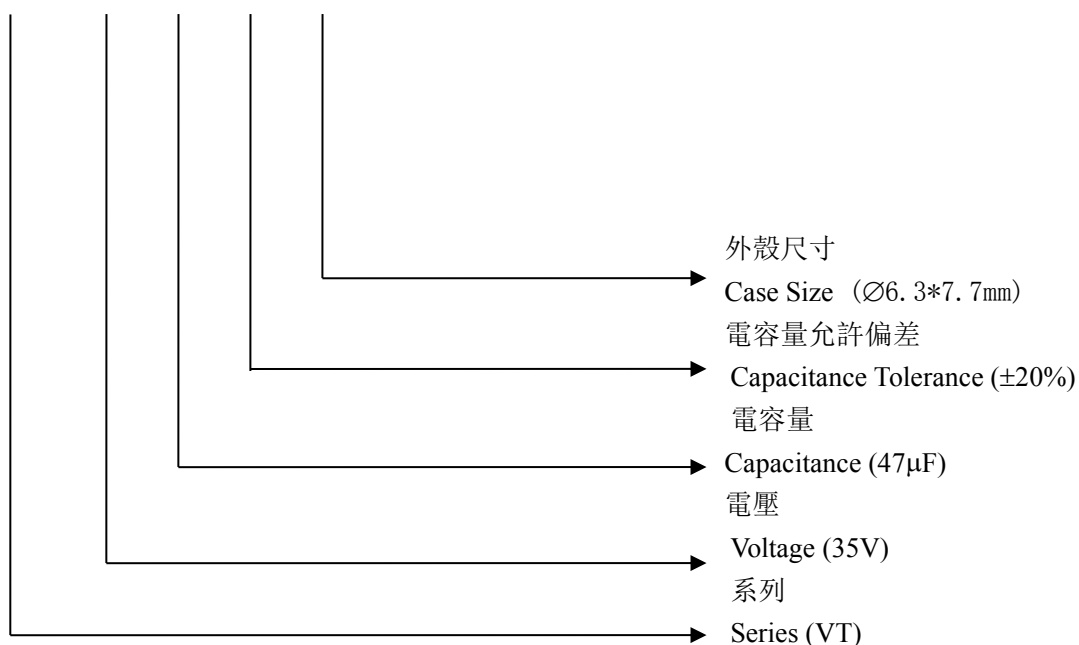 外殼尺寸
Case Size （∅6.3*7.7mm）
電容量允許偏差
Capacitance Tolerance (±20%)
電容量
Capacitance (47μF)
電壓
Voltage (35V)
系列
Series (VT)